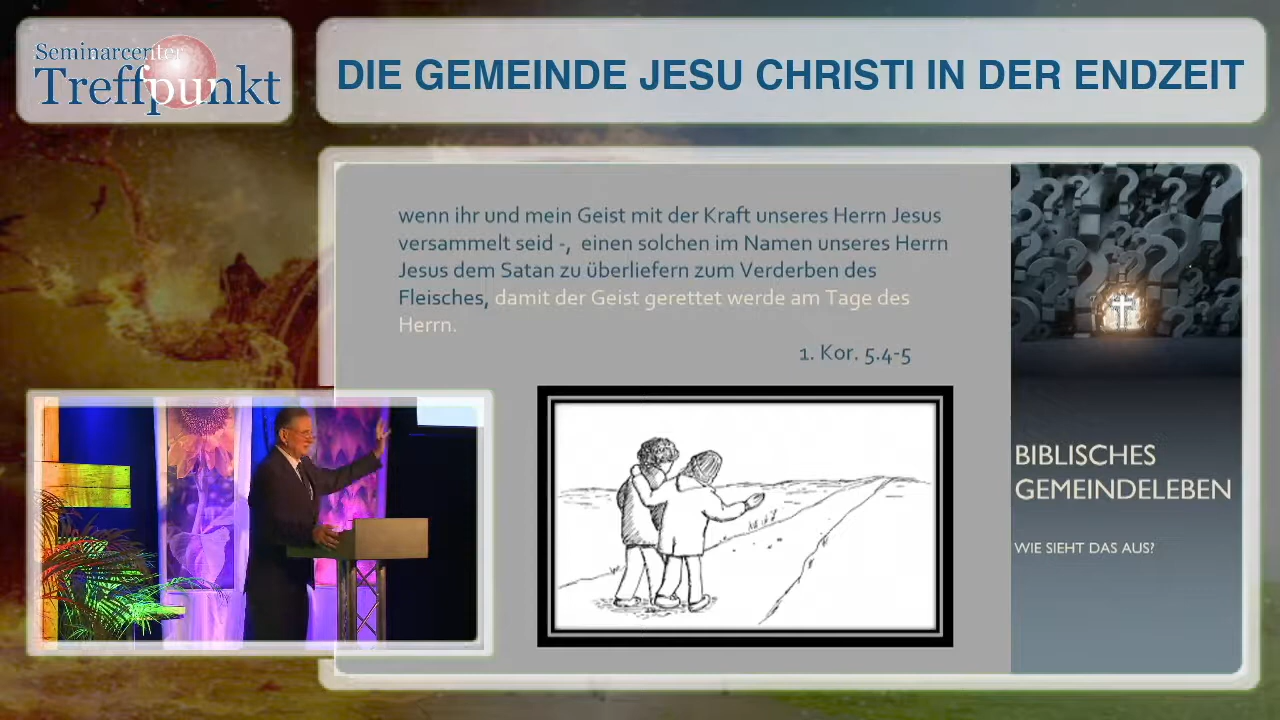 Seminarcenter
Treffpunkt
DIE GEMEINDE JESU CHRISTI IN DER ENDZEIT
wenn ihr und mein Geist mit der Kraft unseres Herrn Jesus
versammelt seid -, einen solchen im Namen unseres Herrn
Jesus dem Satan zu überliefern zum Verderben des
Fleisches, damit der Geist gerettet werde am Tage des
Herrn.
1. Kor. 5.4-5
BIBLISCHES
GEMEINDELEBEN
WIE SIEHT DAS AUS?